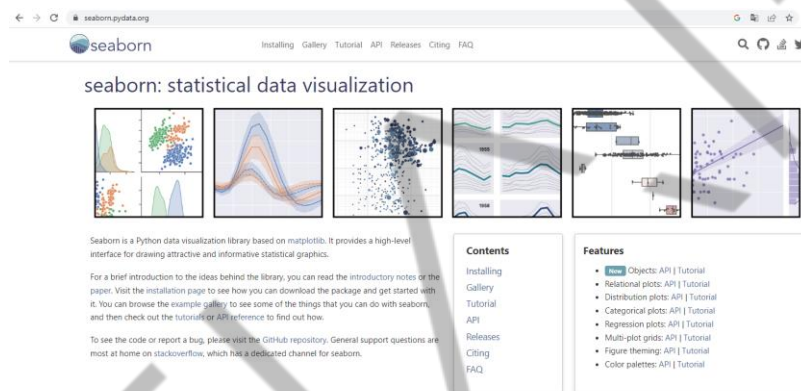 seaborn.pydata.org
seaborn
Installing Gallery Tutorial API Releases Citing FAQ
seaborn: statistical data visualization
Seaborn is a Python data visualization library based on matplotlib. It provides a high-level
interface for drawing attractive and informative statistical graphics.
For a brief introduction to the ideas behind the library, you can read the introductory notes or the
paper. Visit the installation page to see how you can download the package and get started with
it. You can browse the example gallery to see some of the things that you can do with seaborn,
and then check out the tutorials or API reference to find out how.
To see the code or report a bug, please visit the GitHub repository. General support questions are
most at home on stackoverflow, which has a dedicated channel for seaborn.
Contents
Installing
Gallery
Tutorial
API
Releases
Citing
FAQ
Features
New Objects: API | Tutorial
Relational plots: API | Tutorial
Distribution plots: API | Tutorial
Categorical plots: API | Tutorial
Regression plots: API | Tutorial
Multi-plot grids: API | Tutorial
Figure theming: API | Tutorial
Color palettes: API | Tutorial